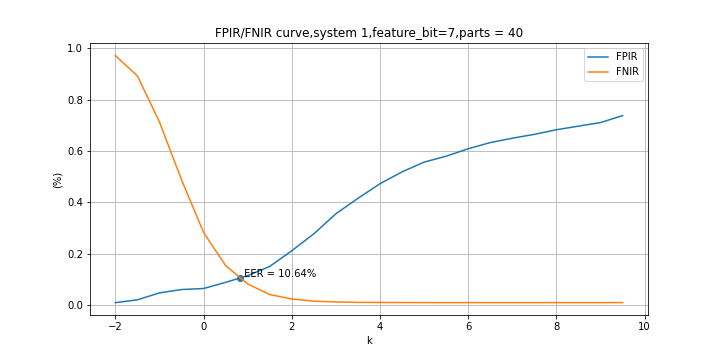 FPIR/FNIR curve,system 1,feature_bit=7,parts = 40
1.0
0.8
0.6
0.4
0.2
0.0
(%)
FPIR
FNIR
EER = 10.64%
−2
0
2
4
6
8
10
k